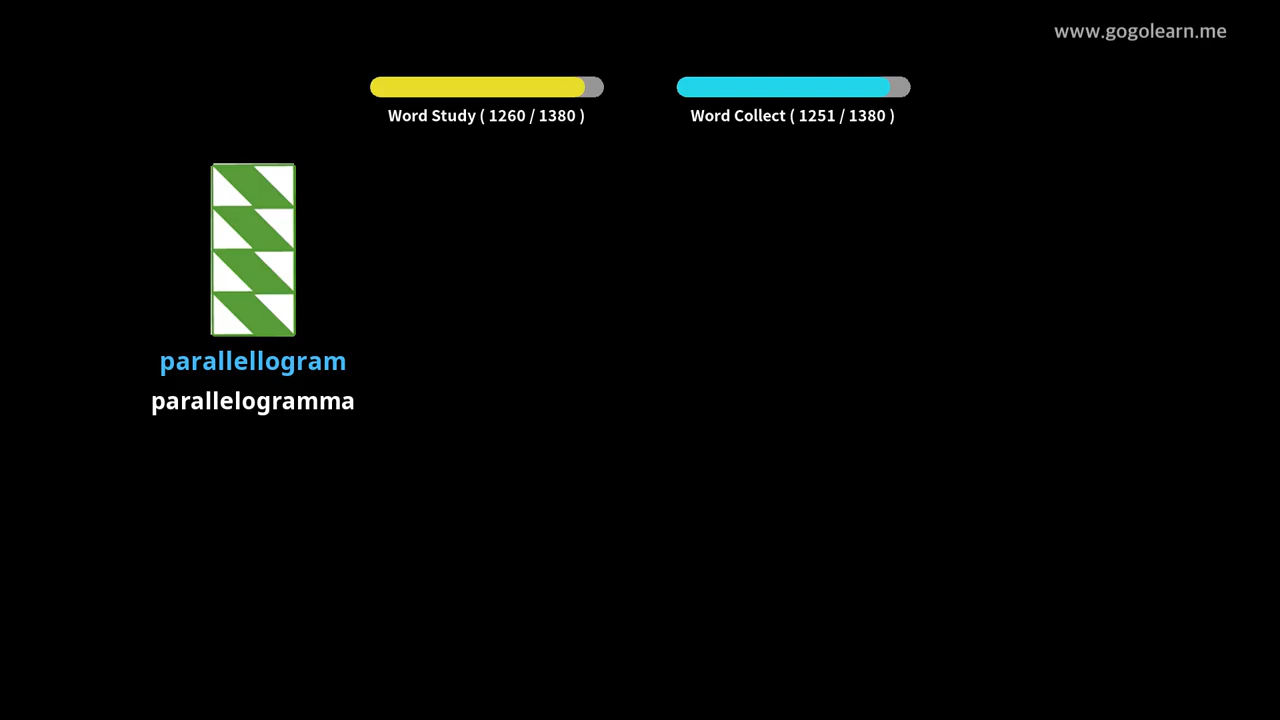 www.gogolearn.me
Word Study ( 1260 / 1380 )
Word Collect ( 1251 / 1380 )
parallellogram
parallelogramma